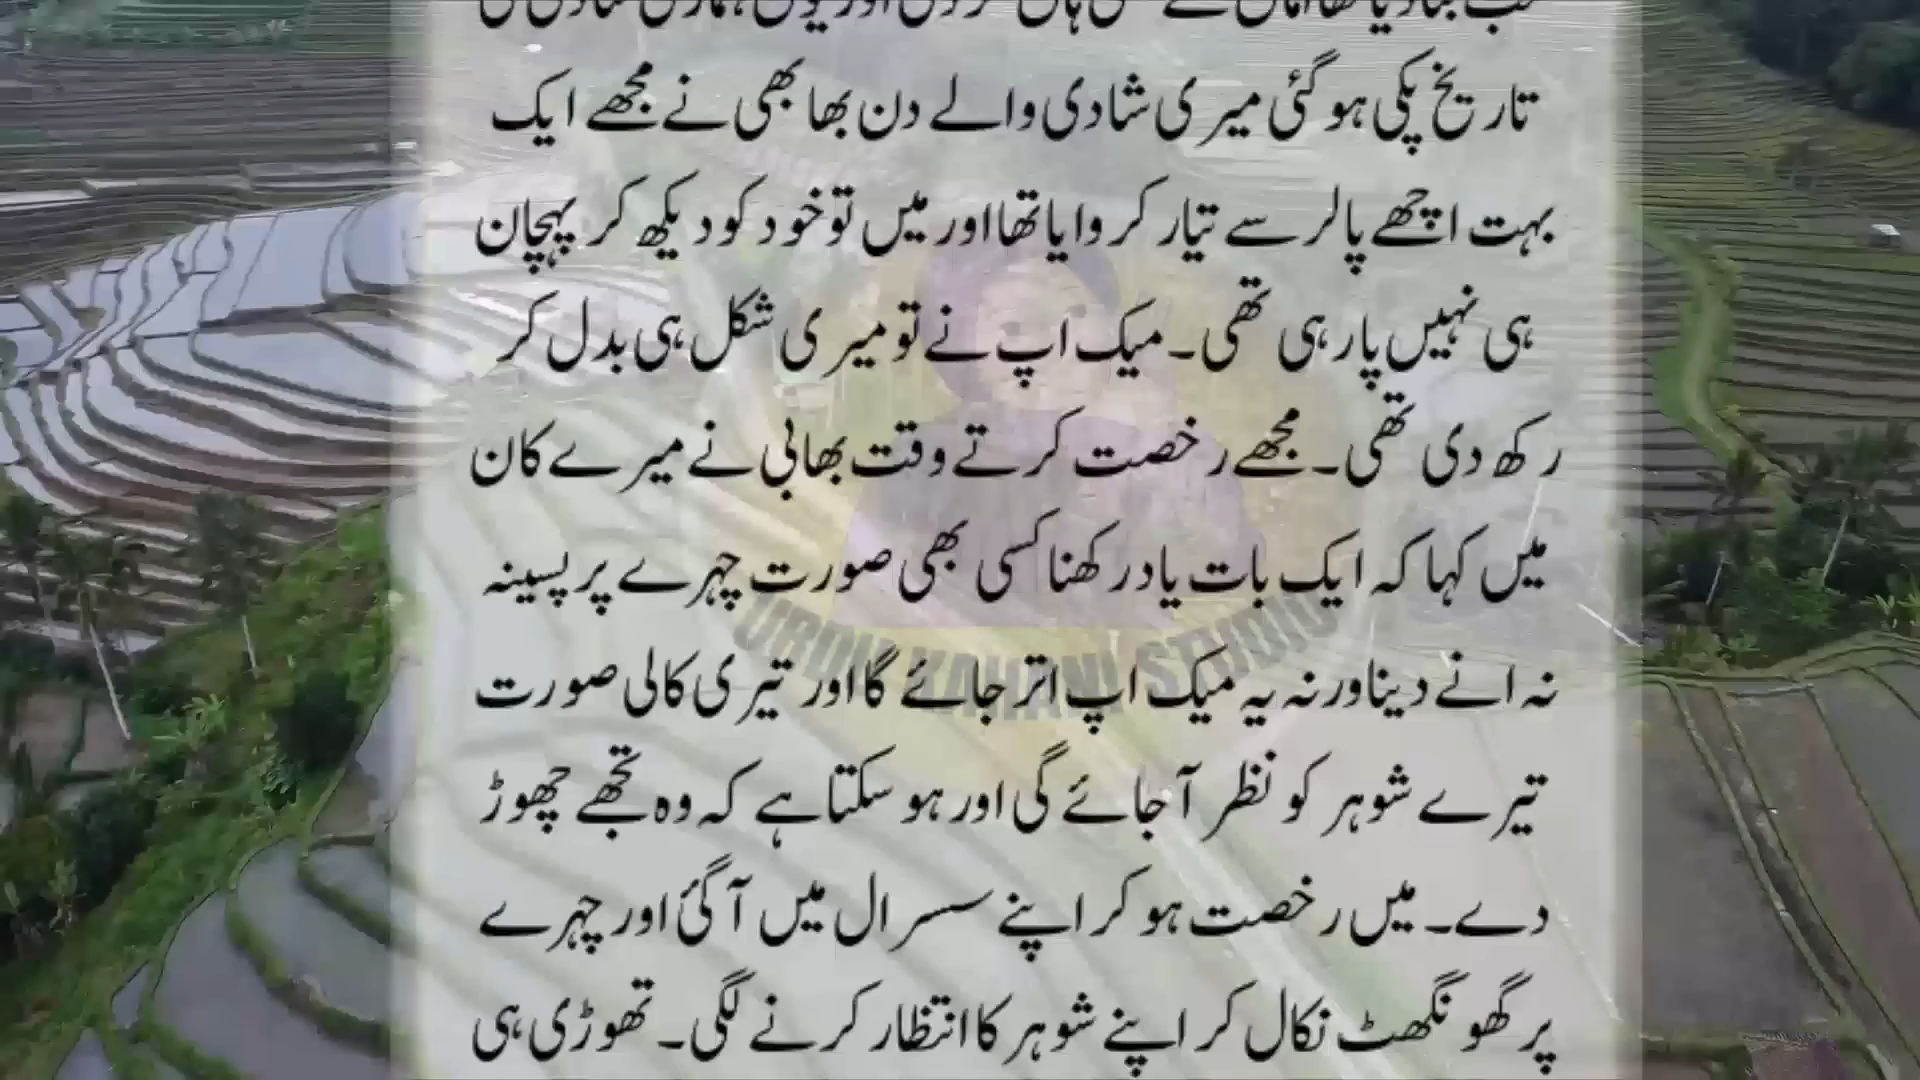 تاریخ پکی ہو گئی میری شادی والے دن بھابھی نے مجھے ایک
بہت اچھے پالر سے تیار کروایا تھا اور میں تو خود کو دیکھ کر پہچان
ہی نہیں پا رہی تھی۔ میک اپ نے تو میری شکل ہی بدل کر
رکھ دی تھی۔ مجھے رخصت کرتے وقت بھابی نے میرے کان
میں کہا کہ ایک بات یاد رکھنا کسی بھی صورت چہرے پر پسینہ
نہ انے دینا ورنہ یہ میک اپ اتر جائے گا اور تیری کالی صورت
تیرے شوہر کو نظر آ جائے گی اور ہو سکتا ہے کہ وہ تجھے چھوڑ
دے۔ میں رخصت ہو کر اپنے سسرال میں آ گئی اور چہرے
پر گھونگھٹ نکال کر اپنے شوہر کا انتظار کرنے لگی۔ تھوڑی ہی
URDU KAHANI STUDIO